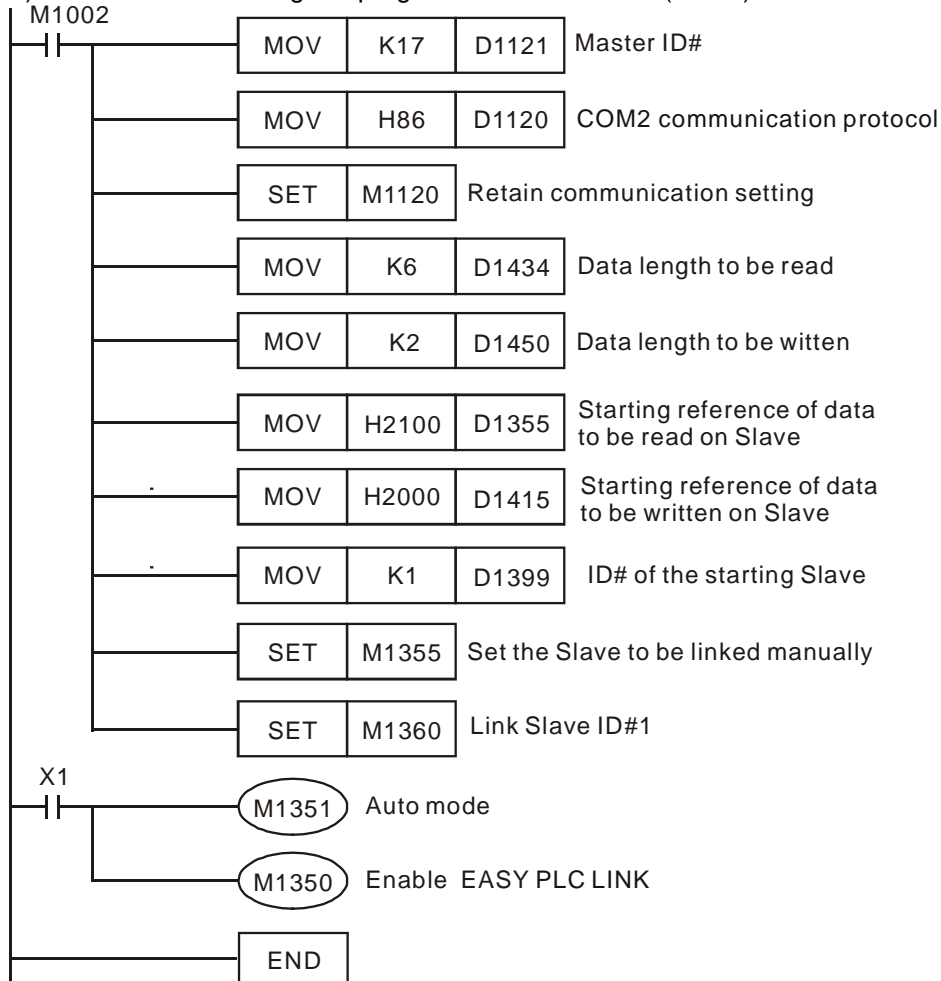 M1002
MOV K17 D1121 Master ID#
MOV H86 D1120 COM2 communication protocol
SET M1120 Retain communication setting
MOV K6 D1434 Data length to be read
MOV K2 D1450 Data length to be witten
MOV H2100 D1355 Starting reference of data
to be read on Slave
MOV H2000 D1415 Starting reference of data
to be written on Slave
MOV K1 D1399 ID# of the starting Slave
SET M1355 Set the Slave to be linked manually
SET M1360 Link Slave ID#1
X1
M1351 Auto mode
M1350 Enable EASY PLC LINK
END